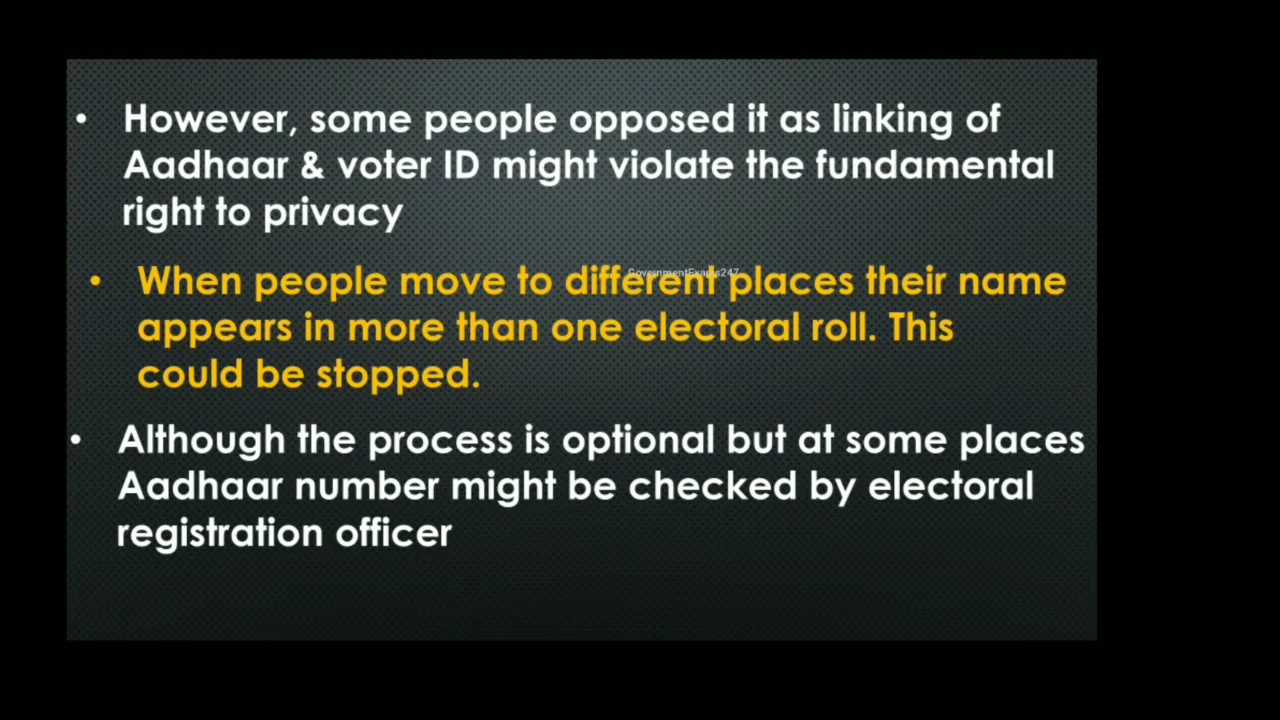 • However, some people opposed it as linking of
Aadhaar & voter ID might violate the fundamental
right to privacy
GovernmentExams247
• When people move to different places their name
appears in more than one electoral roll. This
could be stopped.
• Although the process is optional but at some places
Aadhaar number might be checked by electoral
registration officer